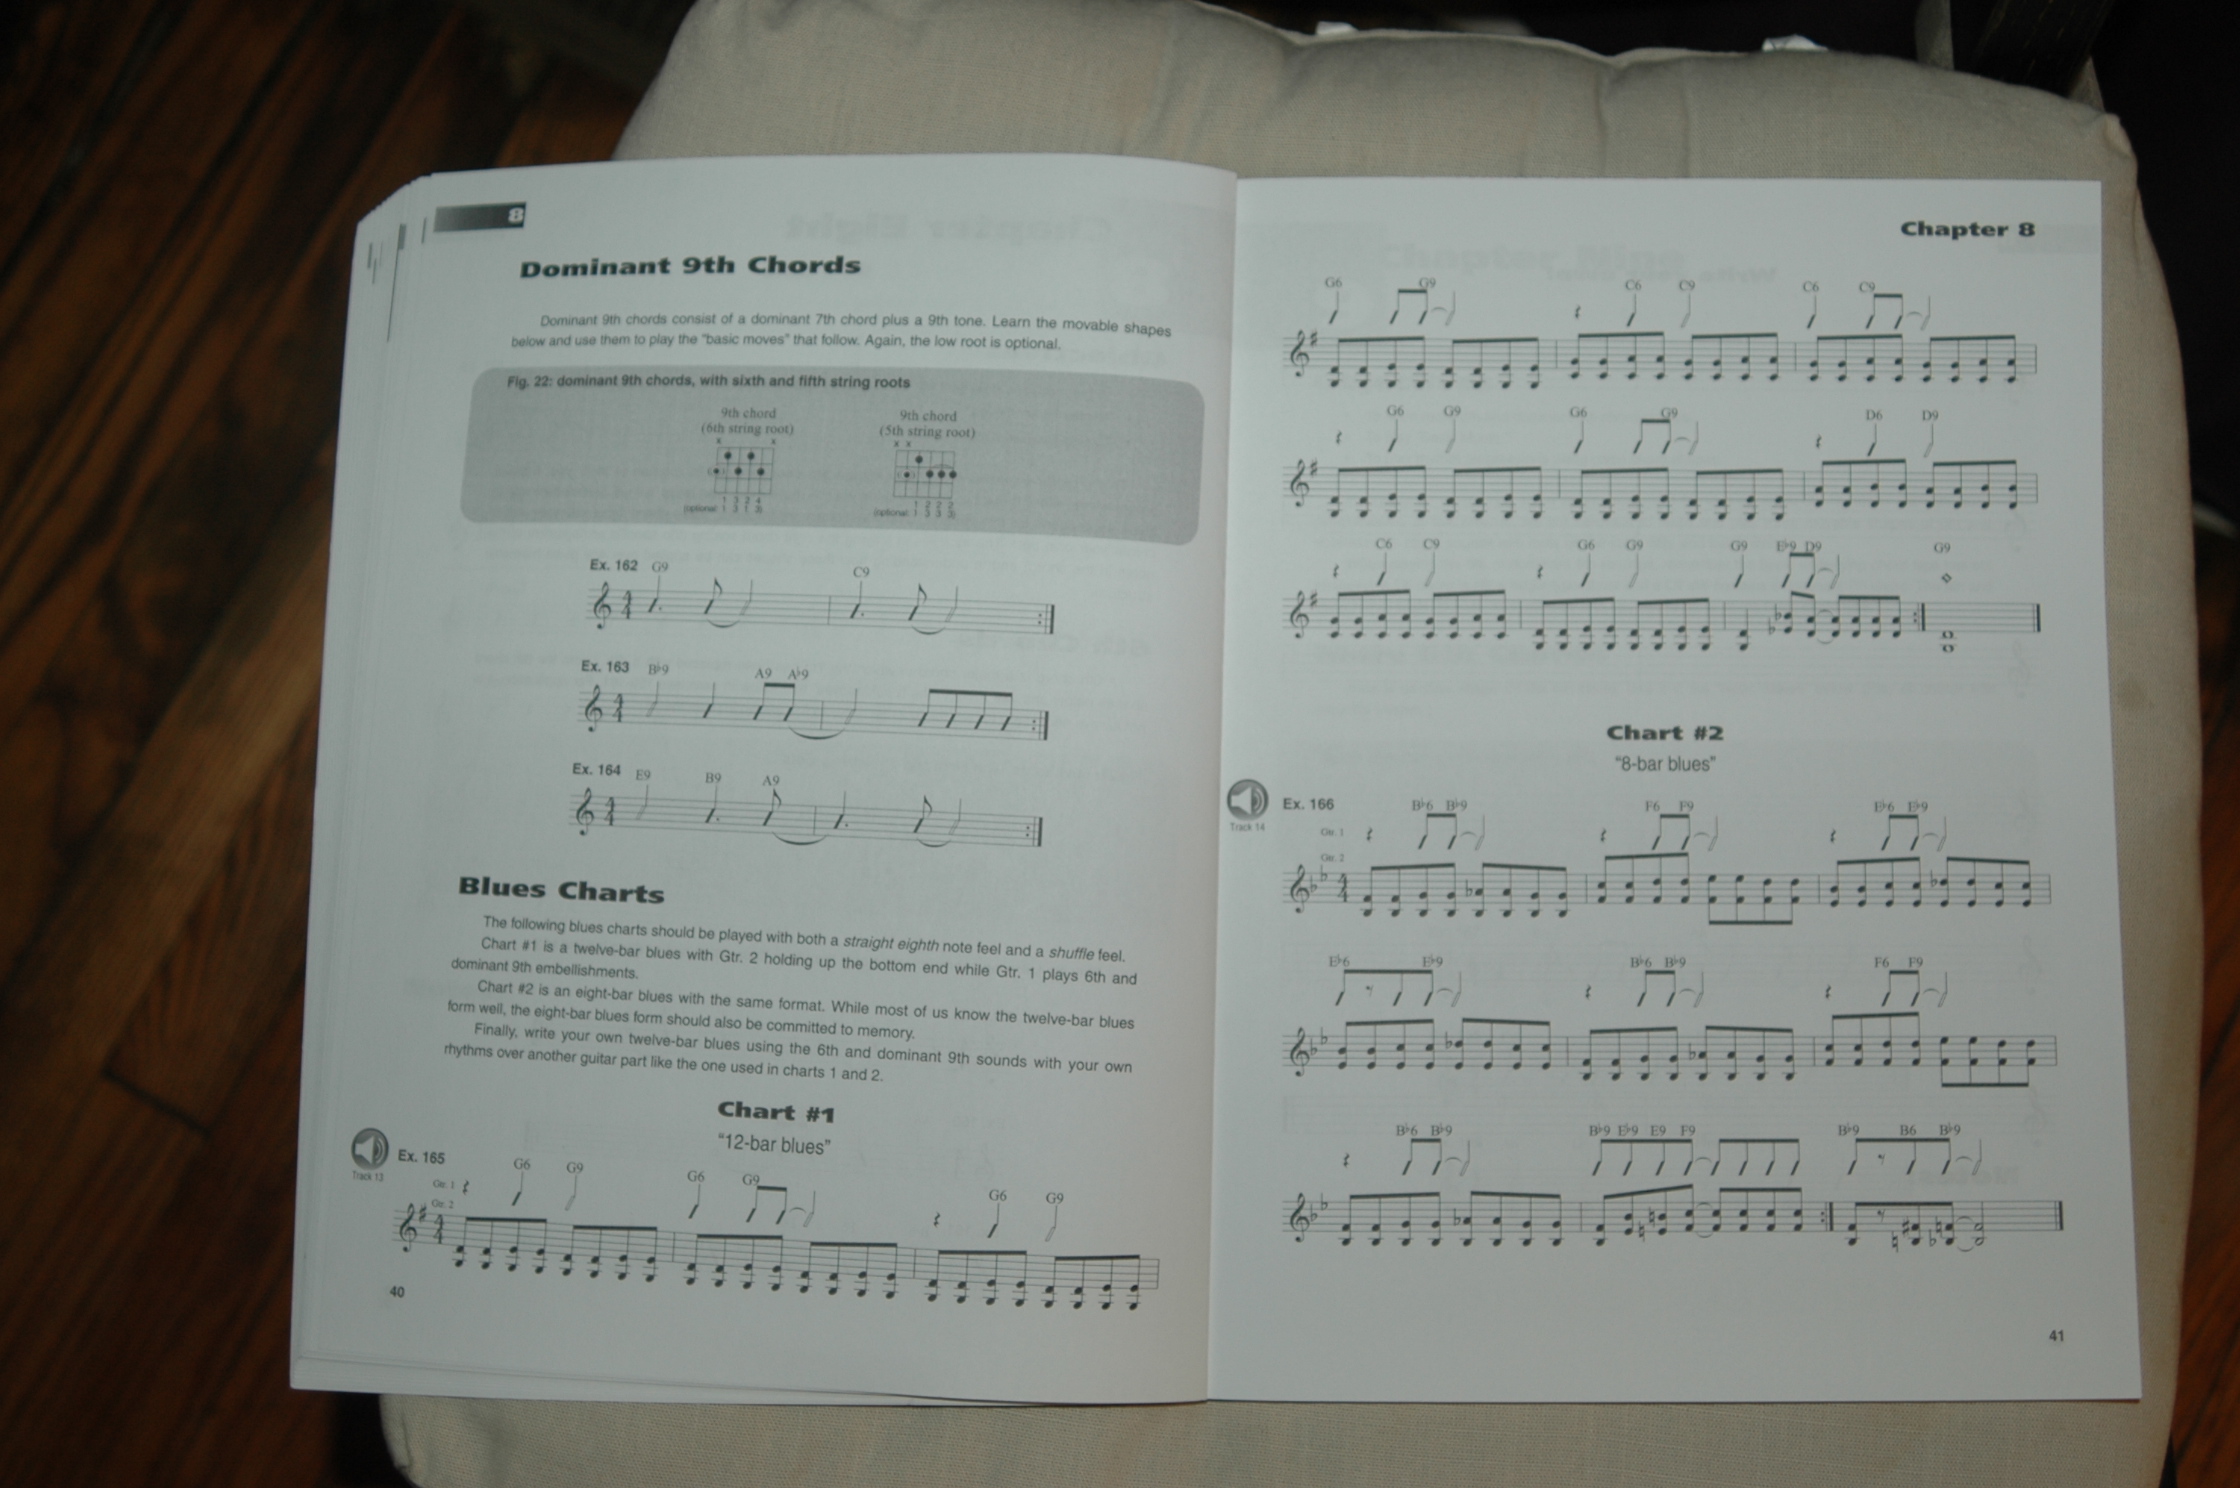 8
Dominant 9th Chords
Dominant 9th chords consist of a dominant 7th chord plus a 9th tone. Learn the movable shapes
below and use them to play the "basic moves" that follow. Again, the low root is optional.
Fig. 22: dominant 9th chords, with sixth and fifth string roots
9th chord
(6th string root)
x x
(optional
9th chord
(5th string root)
x x
(optional
Ex. 162 G9 C9
4
4
Ex. 163 B♭9 A9 A♭9
4
4
Ex. 164 E9 B9 A9
4
4
Blues Charts
The following blues charts should be played with both a straight eighth note feel and a shuffle feel.
Chart #1 is a twelve-bar blues with Gtr. 2 holding up the bottom end while Gtr. 1 plays 6th and
dominant 9th embellishments.
Chart #2 is an eight-bar blues with the same format. While most of us know the twelve-bar blues
form well, the eight-bar blues form should also be committed to memory.
Finally, write your own twelve-bar blues using the 6th and dominant 9th sounds with your own
rhythms over another guitar part like the one used in charts 1 and 2.
Chart #1
"12-bar blues"
Track 13
Ex. 165
G6 G9 G6 G9 G6 G9
Gtr. 1
Gtr. 2
4
4
40
Chapter 8
G6 G9 C6 C9 C6 C9
G6 G9 G6 G9 D6 D9
C6 C9 G6 G9 G9 E♭9 D9 G9
Chart #2
"8-bar blues"
Track 14
Ex. 166
B♭6 B♭9 F6 F9 E♭6 E♭9
Gtr. 1
Gtr. 2
4
4
E♭6 E♭9 B♭6 B♭9 F6 F9
B♭6 B♭9 B♭9 E♭9 E9 F9 B♭9 B6 B♭9
41